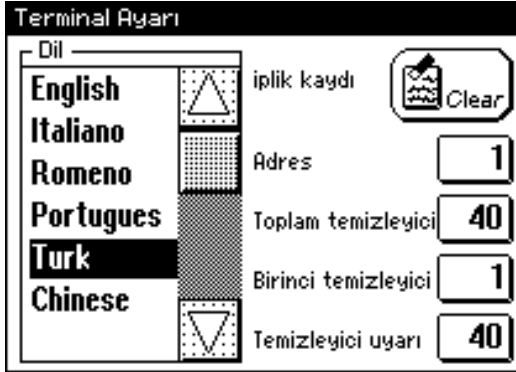 Terminal Ayarı
Dil
English
Italiano
Romeno
Portugues
Turk
Chinese
iplik kaydı
Clear
Adres 1
Toplam temizleyici 40
Birinci temizleyici 1
Temizleyici uyarı 40